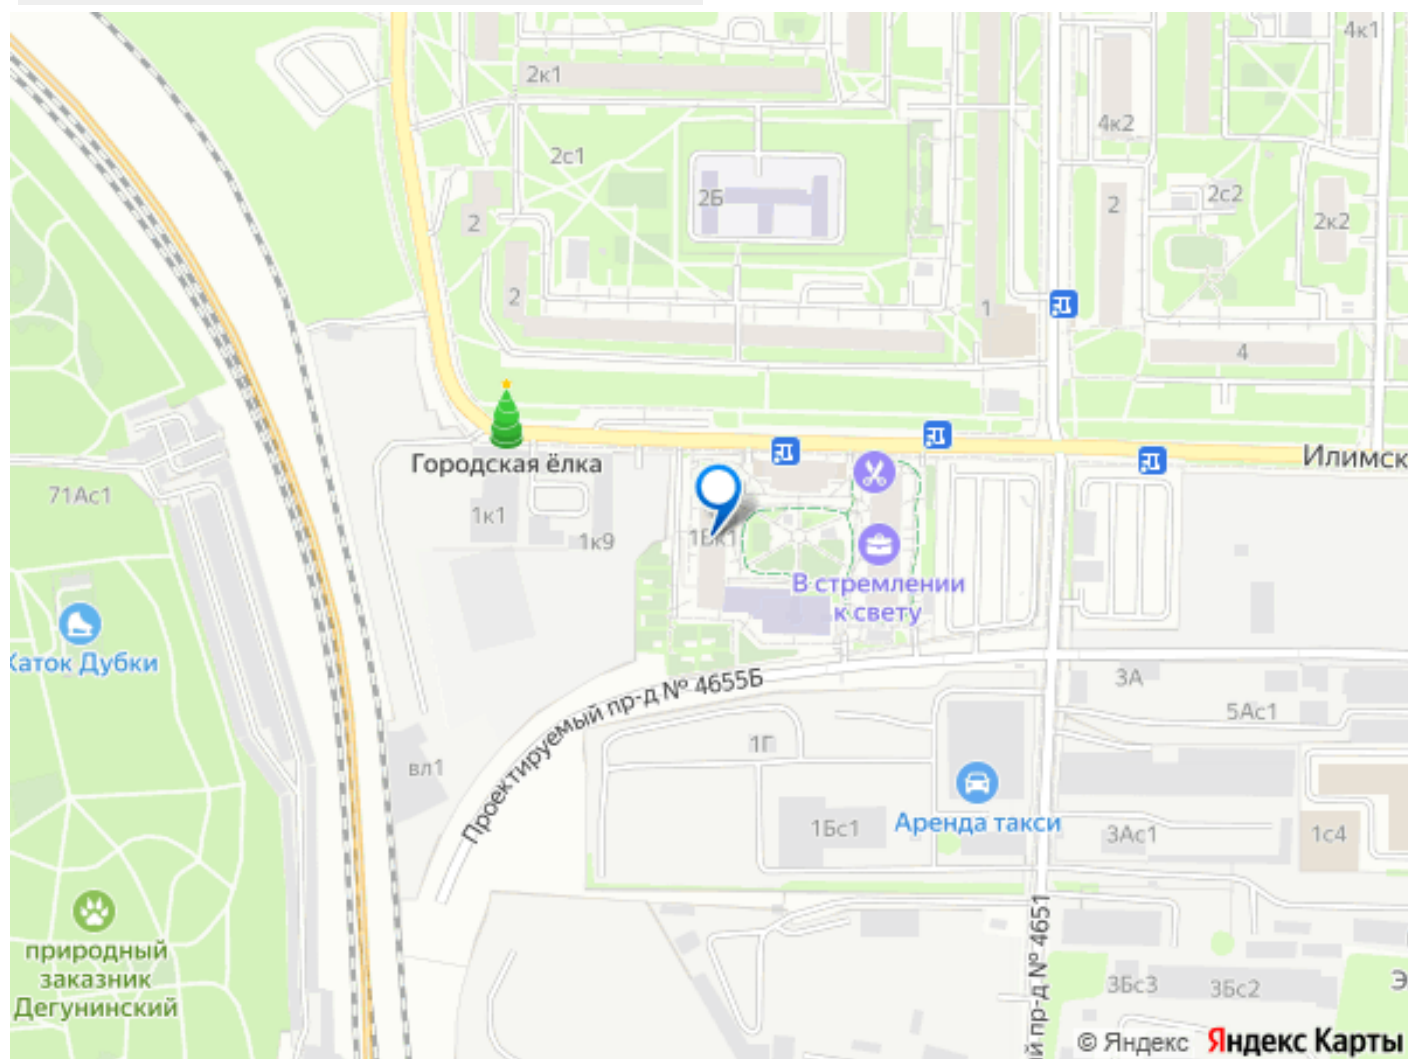 4к1
2к1
4к2
2с1
2Б
2
2с2
2к2
2
2
1
4
Илимск
Городская ёлка
71Ас1
1к1
1к9
В стремлении
к свету
Каток Дубки
Проектируемый пр-д № 4655Б
3А
5Ас1
1Г
вл1
1Бс1
Аренда такси
3Ас1
1с4
природный
заказник
Дегунинский
й пр-д № 4651
3Бс3
3Бс2
Э
© Яндекс Яндекс Карты